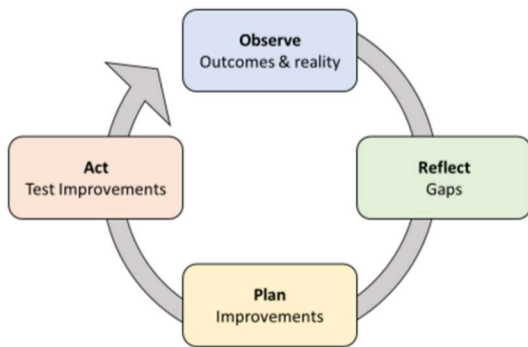 Observe
Outcomes & reality
Reflect
Gaps
Plan
Improvements
Act
Test Improvements